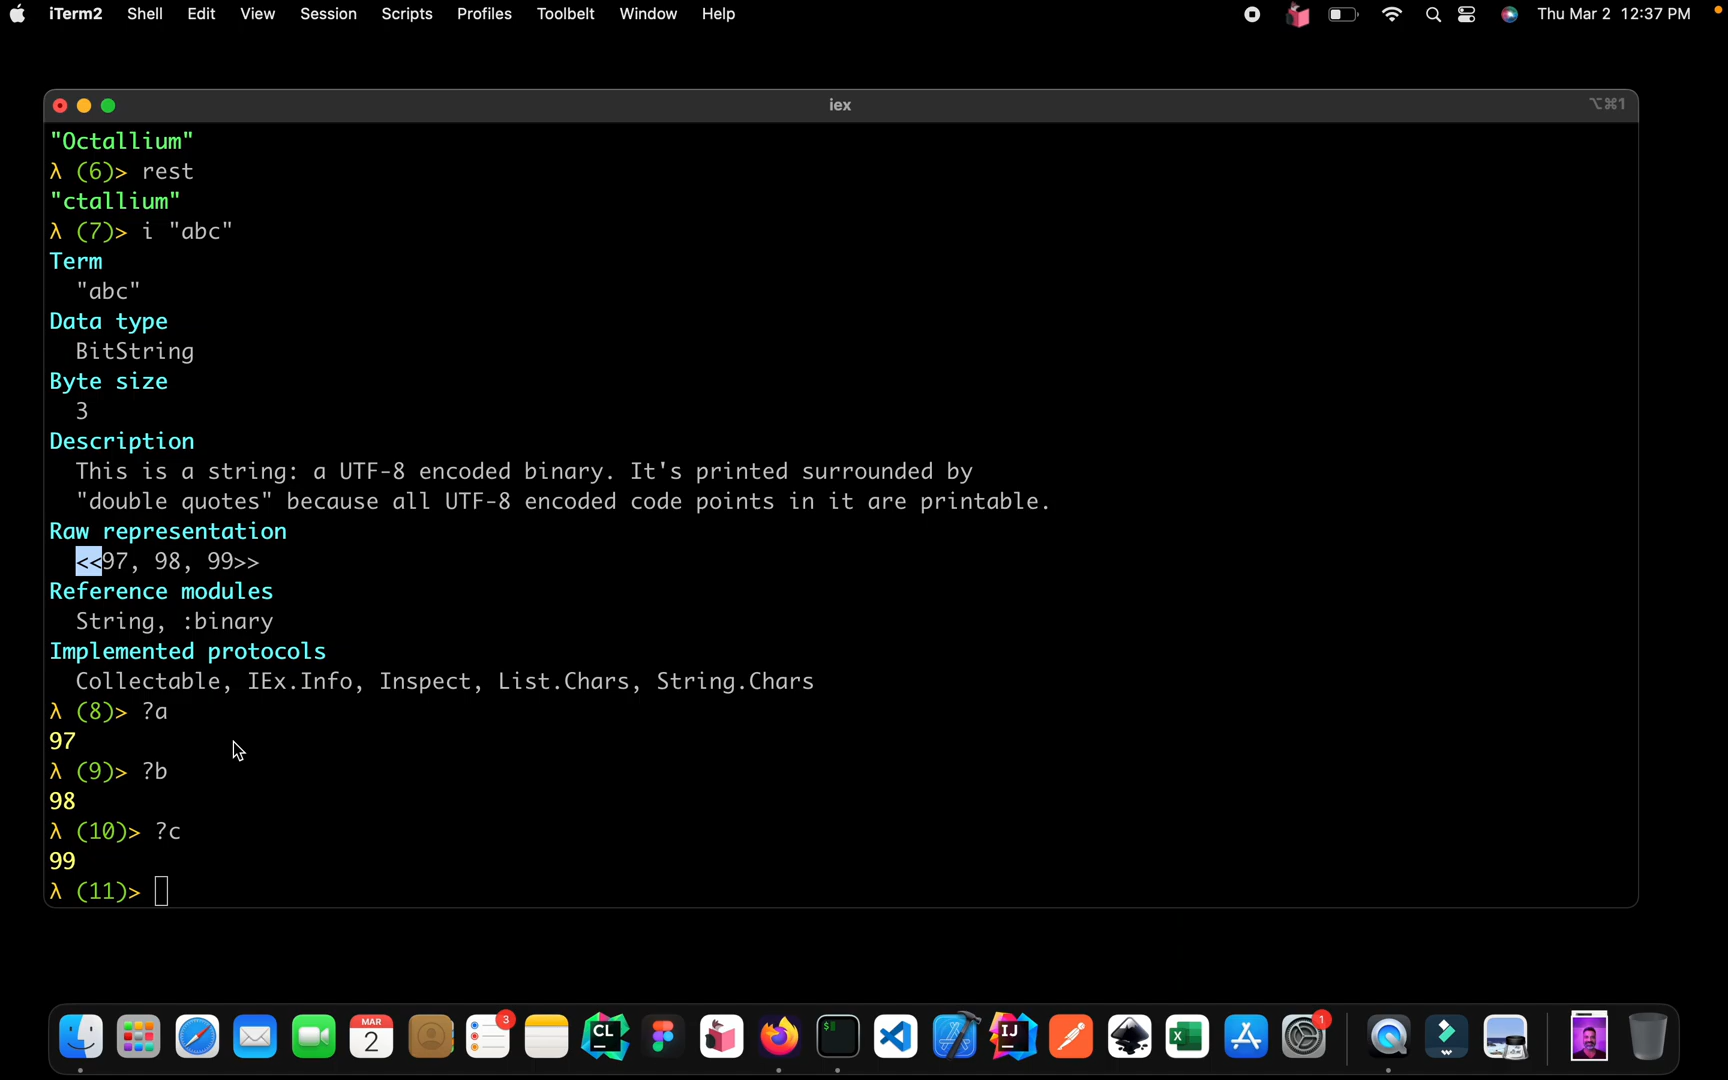 iTerm2 Shell Edit View Session Scripts Profiles Toolbelt Window Help Thu Mar 2 12:37 PM
iex ⌥⌘1
"Octallium"
λ (6)> rest
"ctallium"
λ (7)> i "abc"
Term
"abc"
Data type
BitString
Byte size
3
Description
This is a string: a UTF-8 encoded binary. It's printed surrounded by
"double quotes" because all UTF-8 encoded code points in it are printable.
Raw representation
<<97, 98, 99>>
Reference modules
String, :binary
Implemented protocols
Collectable, IEx.Info, Inspect, List.Chars, String.Chars
λ (8)> ?a
97
λ (9)> ?b
98
λ (10)> ?c
99
λ (11)>
MAR 3 1
2 CL $ IJ X